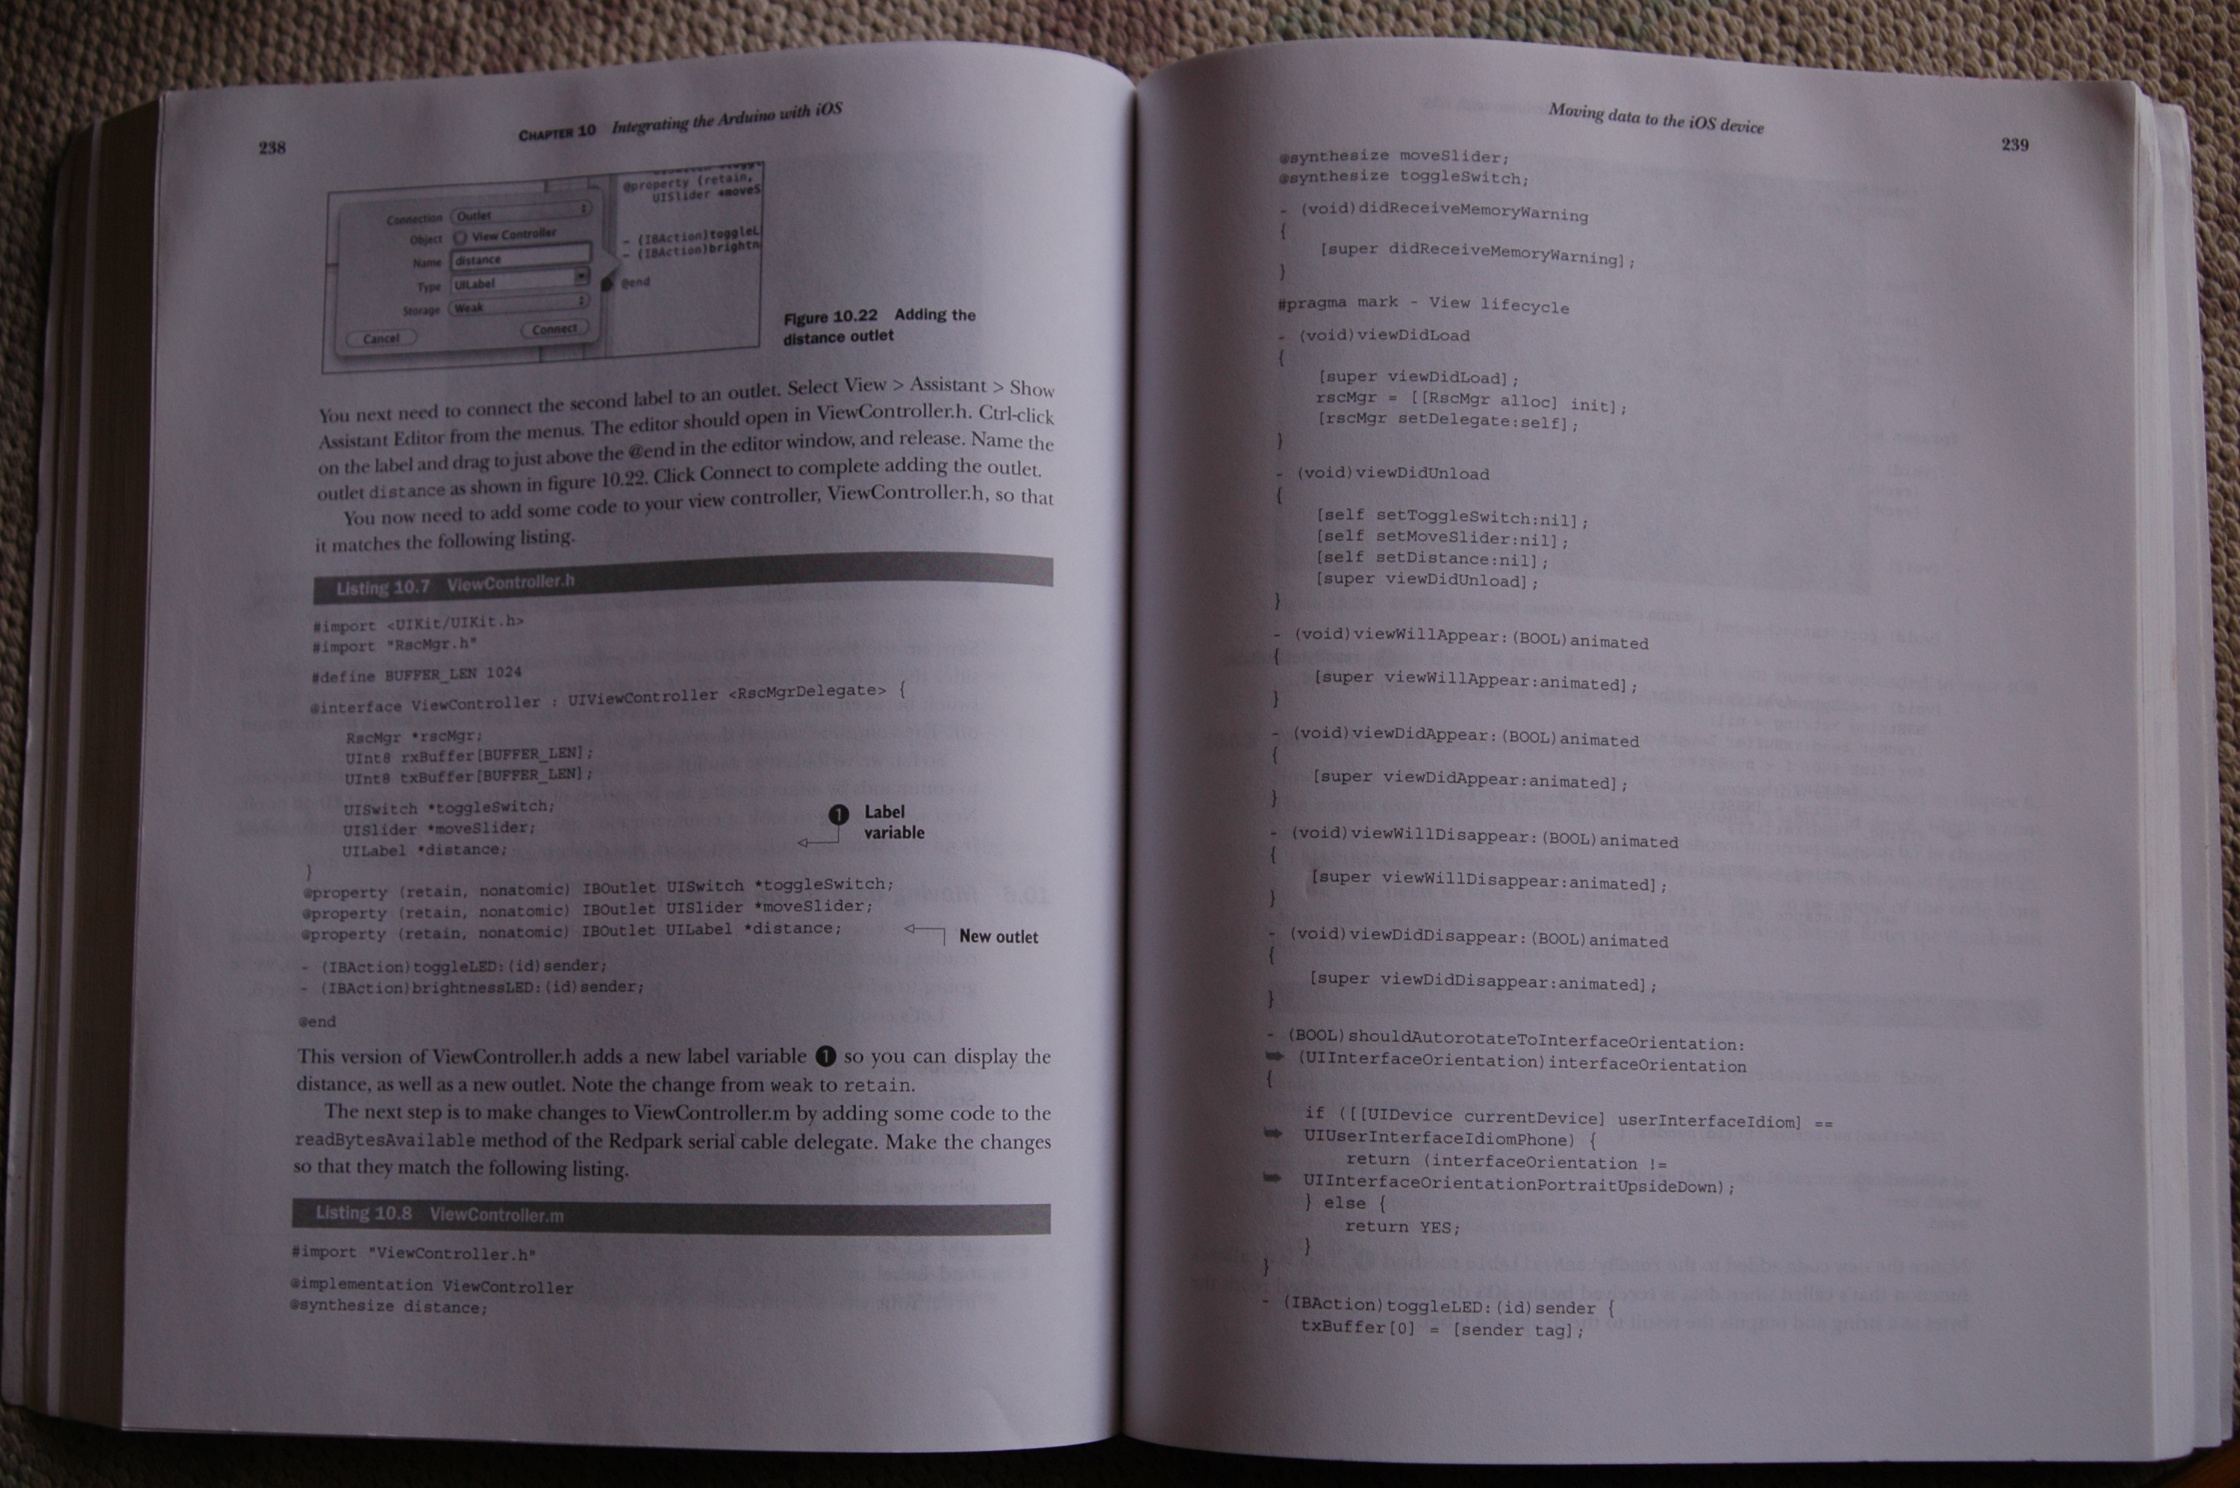 238
CHAPTER 10 Integrating the Arduino with iOS
Connection Outlet
Object View Controller
Name distance
Type UILabel
Storage Weak
Cancel
Connect
@property (retain,
UISlider *moveS
- (IBAction)toggleL
- (IBAction)brightn
@end
Figure 10.22 Adding the
distance outlet
You next need to connect the second label to an outlet. Select View > Assistant > Show
Assistant Editor from the menus. The editor should open in ViewController.h. Ctrl-click
on the label and drag to just above the @end in the editor window, and release. Name the
outlet distance as shown in figure 10.22. Click Connect to complete adding the outlet.
You now need to add some code to your view controller, ViewController.h, so that
it matches the following listing.
Listing 10.7 ViewController.h
#import <UIKit/UIKit.h>
#import "RscMgr.h"
#define BUFFER_LEN 1024
@interface ViewController : UIViewController <RscMgrDelegate> {
RscMgr *rscMgr;
UInt8 rxBuffer[BUFFER_LEN];
UInt8 txBuffer[BUFFER_LEN];
UISwitch *toggleSwitch;
UISlider *moveSlider;
UILabel *distance;
1 Label
variable
}
@property (retain, nonatomic) IBOutlet UISwitch *toggleSwitch;
@property (retain, nonatomic) IBOutlet UISlider *moveSlider;
@property (retain, nonatomic) IBOutlet UILabel *distance;
New outlet
- (IBAction)toggleLED:(id)sender;
- (IBAction)brightnessLED:(id)sender;
@end
This version of ViewController.h adds a new label variable 1 so you can display the
distance, as well as a new outlet. Note the change from weak to retain.
The next step is to make changes to ViewController.m by adding some code to the
readBytesAvailable method of the Redpark serial cable delegate. Make the changes
so that they match the following listing.
Listing 10.8 ViewController.m
#import "ViewController.h"
@implementation ViewController
@synthesize distance;
Moving data to the iOS device
239
@synthesize moveSlider;
@synthesize toggleSwitch;
- (void)didReceiveMemoryWarning
{
[super didReceiveMemoryWarning];
}
#pragma mark - View lifecycle
- (void)viewDidLoad
{
[super viewDidLoad];
rscMgr = [[RscMgr alloc] init];
[rscMgr setDelegate:self];
}
- (void)viewDidUnload
{
[self setToggleSwitch:nil];
[self setMoveSlider:nil];
[self setDistance:nil];
[super viewDidUnload];
}
- (void)viewWillAppear:(BOOL)animated
{
[super viewWillAppear:animated];
}
- (void)viewDidAppear:(BOOL)animated
{
[super viewDidAppear:animated];
}
- (void)viewWillDisappear:(BOOL)animated
{
[super viewWillDisappear:animated];
}
- (void)viewDidDisappear:(BOOL)animated
{
[super viewDidDisappear:animated];
}
- (BOOL)shouldAutorotateToInterfaceOrientation:
➥ (UIInterfaceOrientation)interfaceOrientation
{
if ([[UIDevice currentDevice] userInterfaceIdiom] ==
➥ UIUserInterfaceIdiomPhone) {
return (interfaceOrientation !=
➥ UIInterfaceOrientationPortraitUpsideDown);
} else {
return YES;
}
}
- (IBAction)toggleLED:(id)sender {
txBuffer[0] = [sender tag];